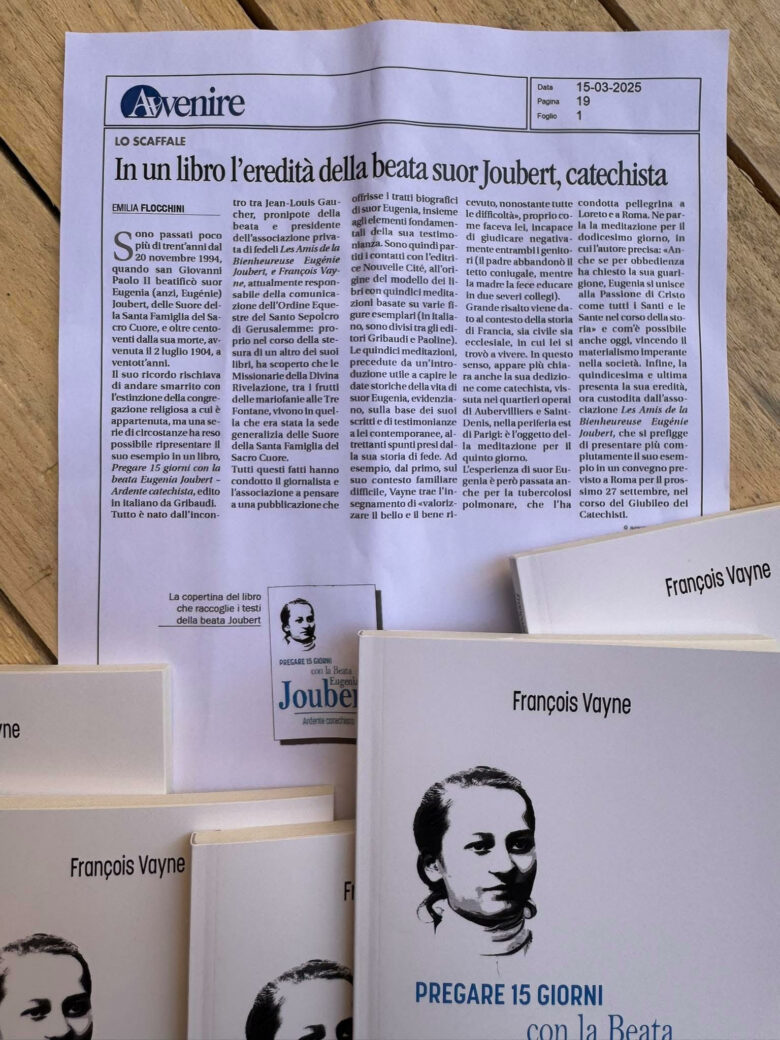 Avvenire
Data 15-03-2025
Pagina 19
Foglio 1
LO SCAFFALE
In un libro l'eredità della beata suor Joubert, catechista
EMILIA FLOCCHINI
Sono passati poco
più di trent'anni dal
20 novembre 1994,
quando san Giovanni
Paolo II beatificò suor
Eugenia (anzi, Eugénie)
Joubert, delle Suore del-
la Santa Famiglia del Sa-
cro Cuore, e oltre cento-
venti dalla sua morte, av-
venuta il 2 luglio 1904, a
ventott'anni.
Il suo ricordo rischiava
di andare smarrito con
l'estinzione della congre-
gazione religiosa a cui è
appartenuta, ma una se-
rie di circostanze ha reso
possibile ripresentare il
suo esempio in un libro,
Pregare 15 giorni con la
beata Eugenia Joubert –
Ardente catechista, edito
in italiano da Gribaudi.
Tutto è nato dall'incon-
tro tra Jean-Louis Gau-
cher, pronipote della
beata e presidente
dell'associazione priva-
ta di fedeli Les Amis de la
Bienheureuse Eugénie
Joubert, e François Vay-
ne, attualmente respon-
sabile della comunica-
zione dell'Ordine Eque-
stre del Santo Sepolcro
di Gerusalemme: pro-
prio nel corso della ste-
sura di un altro dei suoi
libri, ha scoperto che le
Missionarie della Divina
Rivelazione, tra i frutti
delle mariofanie alle Tre
Fontane, vivono in quel-
la che era stata la sede
generalizia delle Suore
della Santa Famiglia del
Sacro Cuore.
Tutti questi fatti hanno
condotto il giornalista e
l'associazione a pensare
a una pubblicazione che
offrisse i tratti biografici
di suor Eugenia, insieme
agli elementi fondamen-
tali della sua testimo-
nianza. Sono quindi par-
titi i contatti con l'editri-
ce Nouvelle Cité, all'ori-
gine del modello dei li-
bri con quindici medita-
zioni basate su varie fi-
gure esemplari (in italia-
no, sono divisi tra gli edi-
tori Gribaudi e Paoline).
Le quindici meditazioni,
precedute da un'intro-
duzione utile a capire le
date storiche della vita di
suor Eugenia, evidenzia-
no, sulla base dei suoi
scritti e di testimonianze
a lei contemporanee, al-
trettanti spunti presi dal-
la sua storia di fede. Ad
esempio, dal primo, sul
suo contesto familiare
difficile, Vayne trae l'in-
segnamento di «valoriz-
zare il bello e il bene ri-
cevuto, nonostante tutte
le difficoltà», proprio co-
me faceva lei, incapace
di giudicare negativa-
mente entrambi i genito-
ri (il padre abbandonò il
tetto coniugale, mentre
la madre la fece educare
in due severi collegi).
Grande risalto viene da-
to al contesto della storia
di Francia, sia civile sia
ecclesiale, in cui lei si
trovò a vivere. In questo
senso, appare più chia-
ra anche la sua dedizio-
ne come catechista, vis-
suta nei quartieri operai
di Aubervilliers e Saint-
Denis, nella periferia est
di Parigi: è l'oggetto del-
la meditazione per il
quinto giorno.
L'esperienza di suor Eu-
genia è però passata an-
che per la tubercolosi
polmonare, che l'ha
condotta pellegrina a
Loreto e a Roma. Ne par-
la la meditazione per il
dodicesimo giorno, in
cui l'autore precisa: «An-
che se per obbedienza
ha chiesto la sua guari-
gione, Eugenia si unisce
alla Passione di Cristo
come tutti i Santi e le
Sante nel corso della sto-
ria» e com'è possibile
anche oggi, vincendo il
materialismo imperante
nella società. Infine, la
quindicesima e ultima
presenta la sua eredità,
ora custodita dall'asso-
ciazione Les Amis de la
Bienheureuse Eugénie
Joubert, che si prefigge
di presentare più com-
piutamente il suo esem-
pio in un convegno pre-
visto a Roma per il pros-
simo 27 settembre, nel
corso del Giubileo dei
Catechisti.
La copertina del libro
che raccoglie i testi
della beata Joubert
PREGARE 15 GIORNI
con la Beata
Eugenia
Jouber
Ardente catechista
François Vayne
François Vayne
PREGARE 15 GIORNI
con la Beata
yne
François Vayne
Fr